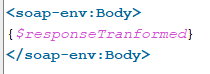 <soap-env:Body>
{$responseTranformed}
</soap-env:Body>